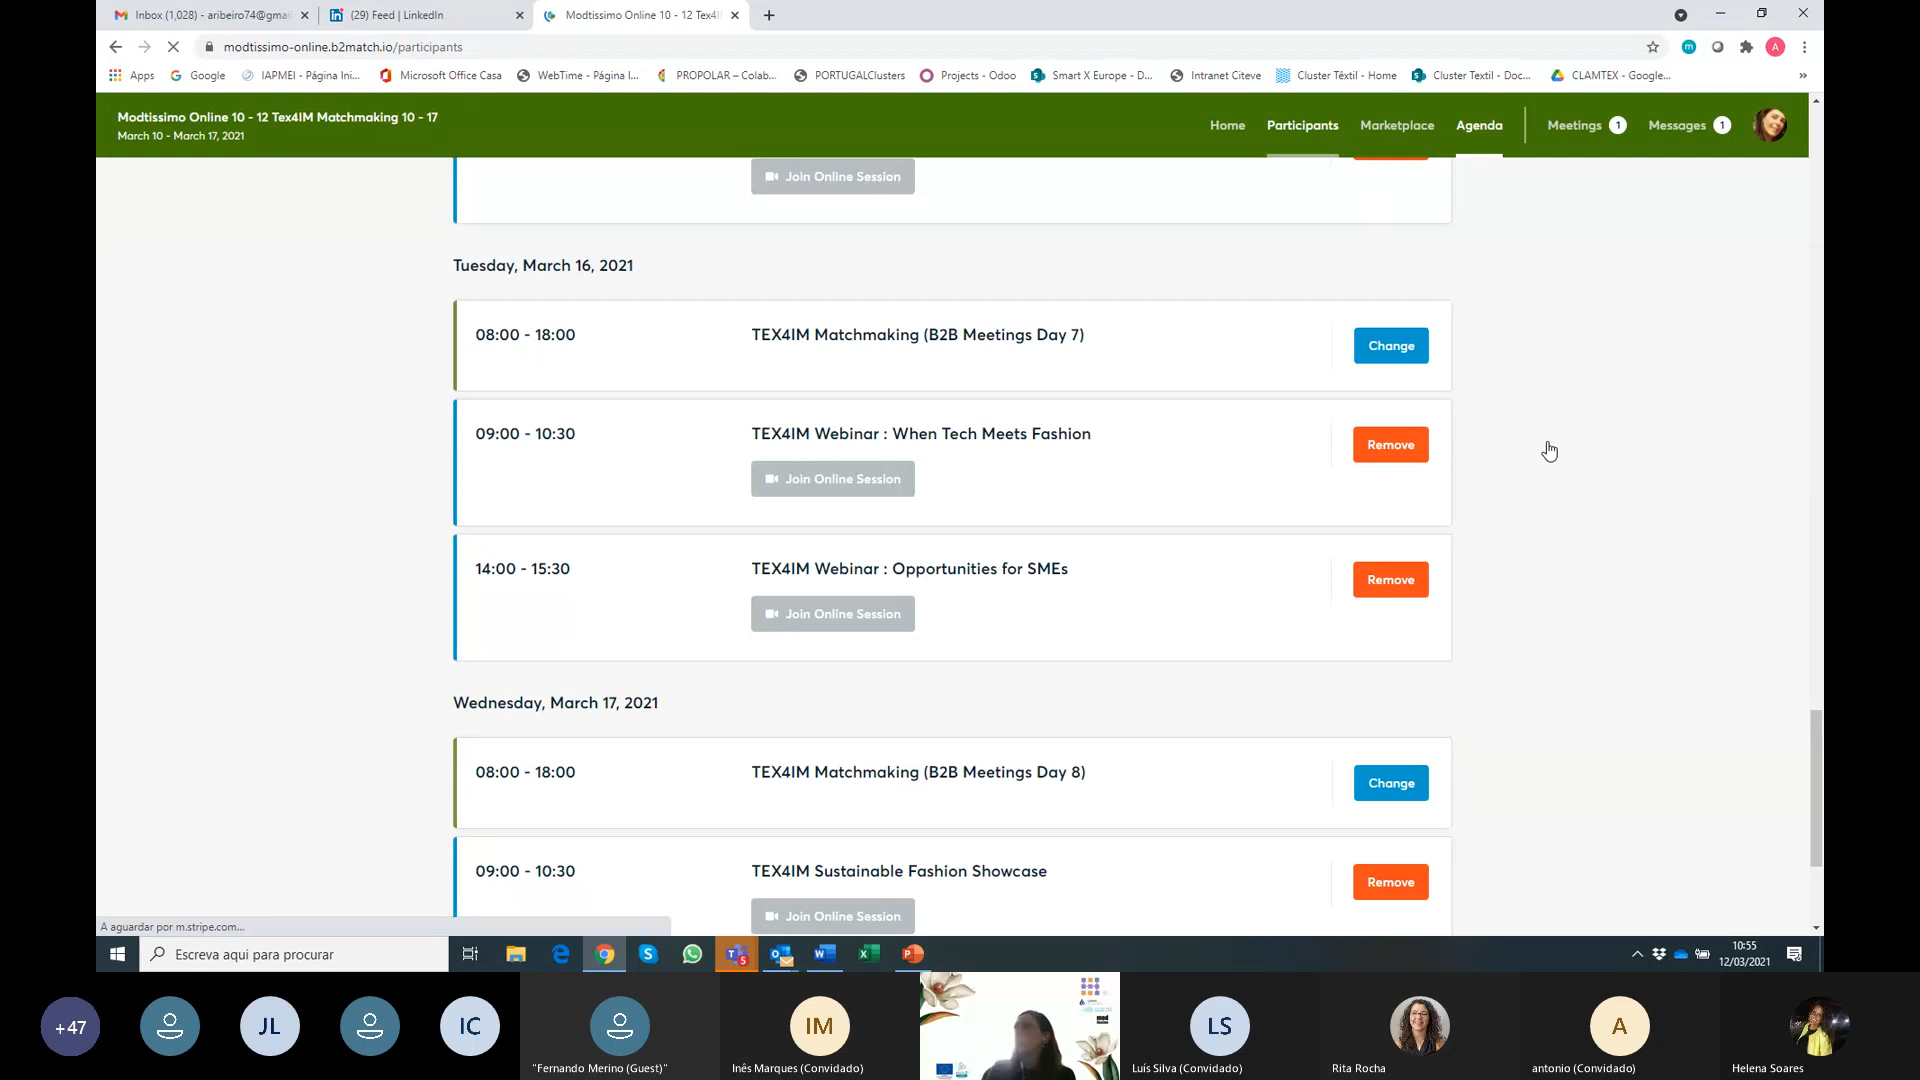 Inbox (1,028) - aribeiro74@gmai
(29) Feed | LinkedIn
Modtissimo Online 10 - 12 Tex4I
modtissimo-online.b2match.io/participants
A
Apps
Google
IAPMEI - Página Ini...
Microsoft Office Casa
WebTime - Página I...
PROPOLAR – Colab...
PORTUGALClusters
Projects - Odoo
Smart X Europe - D...
Intranet Citeve
Cluster Têxtil - Home
Cluster Textil - Doc...
CLAMTEX - Google...
Modtissimo Online 10 - 12 Tex4IM Matchmaking 10 - 17
March 10 - March 17, 2021
Home
Participants
Marketplace
Agenda
Meetings 1
Messages 1
Join Online Session
Tuesday, March 16, 2021
08:00 - 18:00
TEX4IM Matchmaking (B2B Meetings Day 7)
Change
09:00 - 10:30
TEX4IM Webinar : When Tech Meets Fashion
Remove
Join Online Session
14:00 - 15:30
TEX4IM Webinar : Opportunities for SMEs
Remove
Join Online Session
Wednesday, March 17, 2021
08:00 - 18:00
TEX4IM Matchmaking (B2B Meetings Day 8)
Change
09:00 - 10:30
TEX4IM Sustainable Fashion Showcase
Remove
Join Online Session
A aguardar por m.stripe.com...
Escreva aqui para procurar
10:55
12/03/2021
+47
JL
IC
IM
LS
A
"Fernando Merino (Guest)"
Inês Marques (Convidado)
Luís Silva (Convidado)
Rita Rocha
antonio (Convidado)
Helena Soares